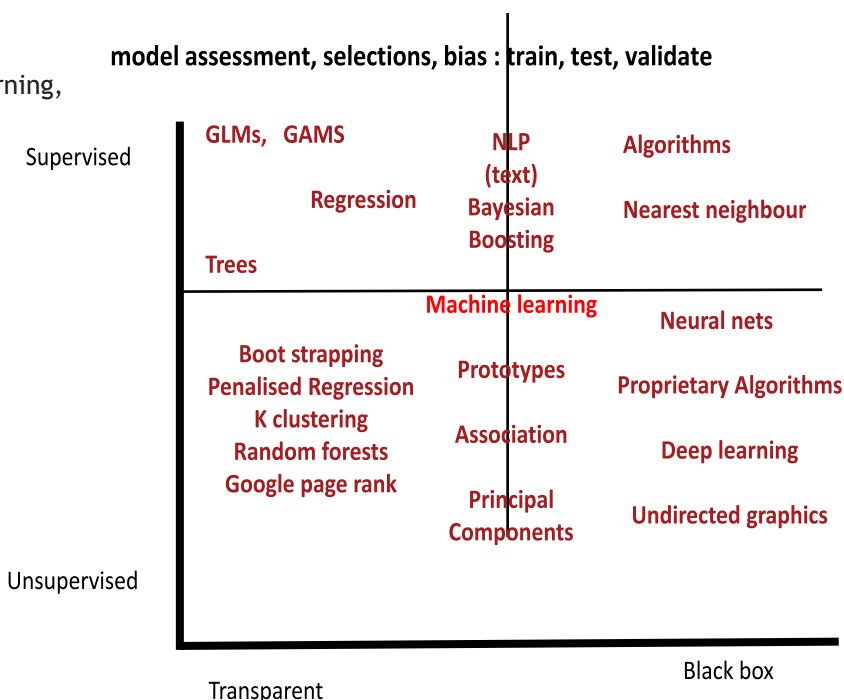 model assessment, selections, bias : train, test, validate
rning,
Supervised
GLMs, GAMS
Regression
Trees
NLP
(text)
Bayesian
Boosting
Algorithms
Nearest neighbour
Machine learning
Boot strapping
Penalised Regression
K clustering
Random forests
Google page rank
Prototypes
Association
Principal
Components
Neural nets
Proprietary Algorithms
Deep learning
Undirected graphics
Unsupervised
Transparent
Black box